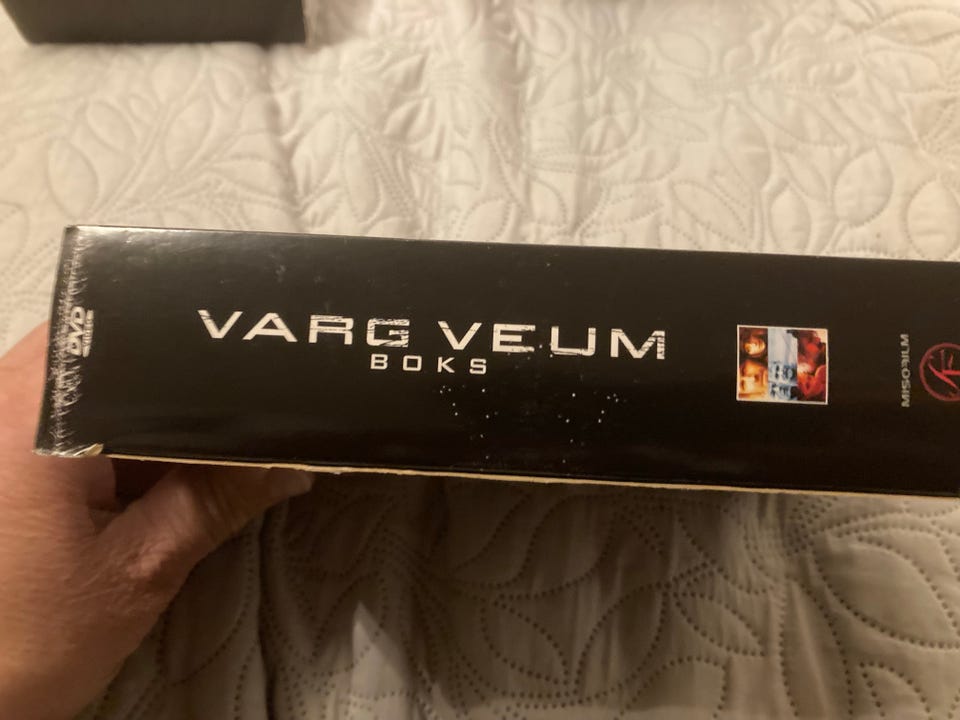 DVD
VARG VEUM
BOKS
MISOFILM